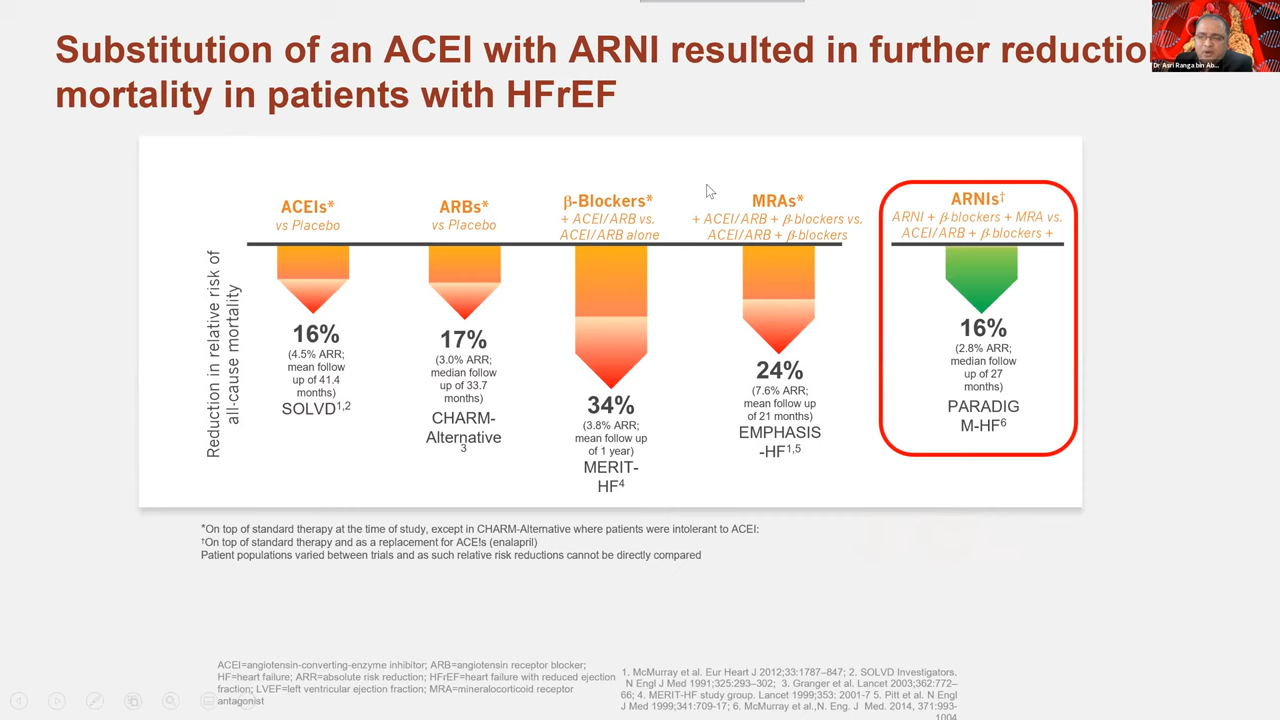 Substitution of an ACEI with ARNI resulted in further reductio
mortality in patients with HFrEF
Dr Asri Ranga bin Ab...
Reduction in relative risk of
all-cause mortality
ACEIs*
vs Placebo
16%
(4.5% ARR;
mean follow
up of 41.4
months)
SOLVD1,2
ARBs*
vs Placebo
17%
(3.0% ARR;
median follow
up of 33.7
months)
CHARM-
Alternative
3
β-Blockers*
+ ACEI/ARB vs.
ACEI/ARB alone
34%
(3.8% ARR;
mean follow up
of 1 year)
MERIT-
HF4
MRAs*
+ ACEI/ARB + β-blockers vs.
ACEI/ARB + β-blockers
24%
(7.6% ARR;
mean follow up
of 21 months)
EMPHASIS
-HF1,5
ARNIs†
ARNI + β-blockers + MRA vs.
ACEI/ARB + β-blockers +
16%
(2.8% ARR;
median follow
up of 27
months)
PARADIG
M-HF6
*On top of standard therapy at the time of study, except in CHARM-Alternative where patients were intolerant to ACEI:
†On top of standard therapy and as a replacement for ACE!s (enalapril)
Patient populations varied between trials and as such relative risk reductions cannot be directly compared
ACEI=angiotensin-converting-enzyme inhibitor; ARB=angiotensin receptor blocker;
HF=heart failure; ARR=absolute risk reduction; HFrEF=heart failure with reduced ejection
fraction; LVEF=left ventricular ejection fraction; MRA=mineralocorticoid receptor
antagonist
1. McMurray et al. Eur Heart J 2012;33:1787–847; 2. SOLVD Investigators.
N Engl J Med 1991;325:293–302; 3. Granger et al. Lancet 2003;362:772–
66; 4. MERIT-HF study group. Lancet 1999;353: 2001-7 5. Pitt et al. N Engl
J Med 1999;341:709-17; 6. McMurray et al.,N. Eng. J Med. 2014, 371:993-
1004